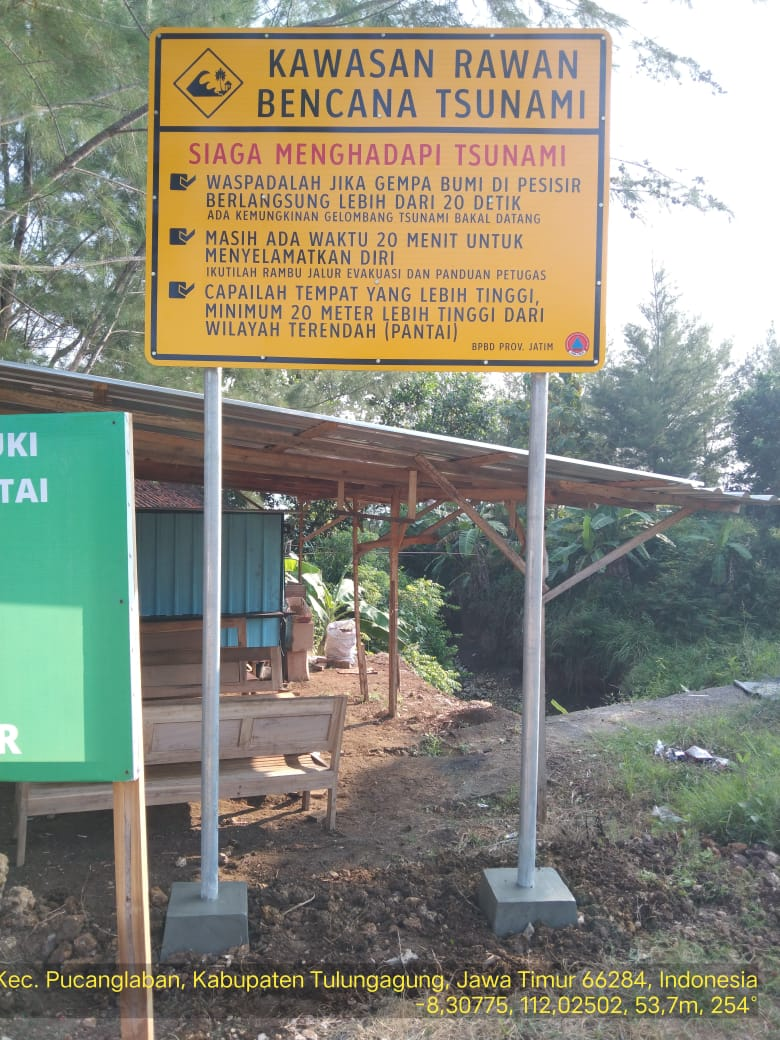 KAWASAN RAWAN
BENCANA TSUNAMI
SIAGA MENGHADAPI TSUNAMI
WASPADALAH JIKA GEMPA BUMI DI PESISIR
BERLANGSUNG LEBIH DARI 20 DETIK
ADA KEMUNGKINAN GELOMBANG TSUNAMI BAKAL DATANG
MASIH ADA WAKTU 20 MENIT UNTUK
MENYELAMATKAN DIRI
IKUTILAH RAMBU JALUR EVAKUASI DAN PANDUAN PETUGAS
CAPAILAH TEMPAT YANG LEBIH TINGGI,
MINIMUM 20 METER LEBIH TINGGI DARI
WILAYAH TERENDAH (PANTAI)
BPBD PROV. JATIM
UKI
TAI
R
Kec. Pucanglaban, Kabupaten Tulungagung, Jawa Timur 66284, Indonesia
-8,30775, 112,02502, 53,7m, 254°